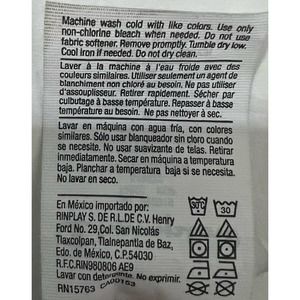 Machine wash cold with like colors. Use only
non-chlorine bleach when needed. Do not use
fabric softener. Remove promptly. Tumble dry low.
Cool iron if needed. Do not dry clean.
Laver à la machine à l'eau froide avec des
couleurs similaires. Utiliser seulement un agent de
blanchiment non chloré au besoin. Ne pas utiliser
d'assouplisseur. Retirer rapidement. Sécher par
culbutage à basse température. Repasser à basse
température au besoin. Ne pas nettoyer à sec.
Lavar en máquina con agua fría, con colores
similares. Sólo usar blanqueador sin cloro cuando
se necesite. No usar suavizante de telas. Retirar
inmediatamente. Secar en máquina a temperatura
baja. Planchar a temperatura baja si se necesite.
No lavar en seco.
En México importado por:
RINPLAY S. DE R.L.DE C.V. Henry
Ford No. 29,Col. San Nicolás
Tlaxcolpan, Tlalnepantla de Baz,
Edo. de México, C.P.54030
R.F.C.RIN980806 AE9
Lavar con detergente. No exprimir.
RN15763 CA00163
30